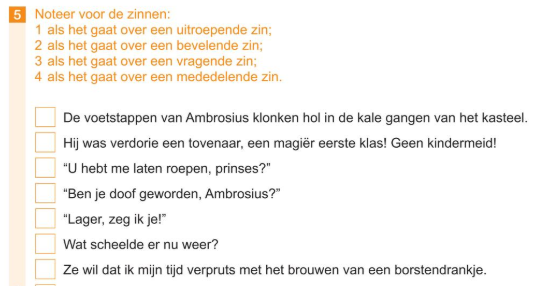 5 Noteer voor de zinnen:
1 als het gaat over een uitroepende zin;
2 als het gaat over een bevelende zin;
3 als het gaat over een vragende zin;
4 als het gaat over een mededelende zin.
De voetstappen van Ambrosius klonken hol in de kale gangen van het kasteel.
Hij was verdorie een tovenaar, een magiër eerste klas! Geen kindermeid!
“U hebt me laten roepen, prinses?”
“Ben je doof geworden, Ambrosius?”
“Lager, zeg ik je!”
Wat scheelde er nu weer?
Ze wil dat ik mijn tijd verpruts met het brouwen van een borstendrankje.